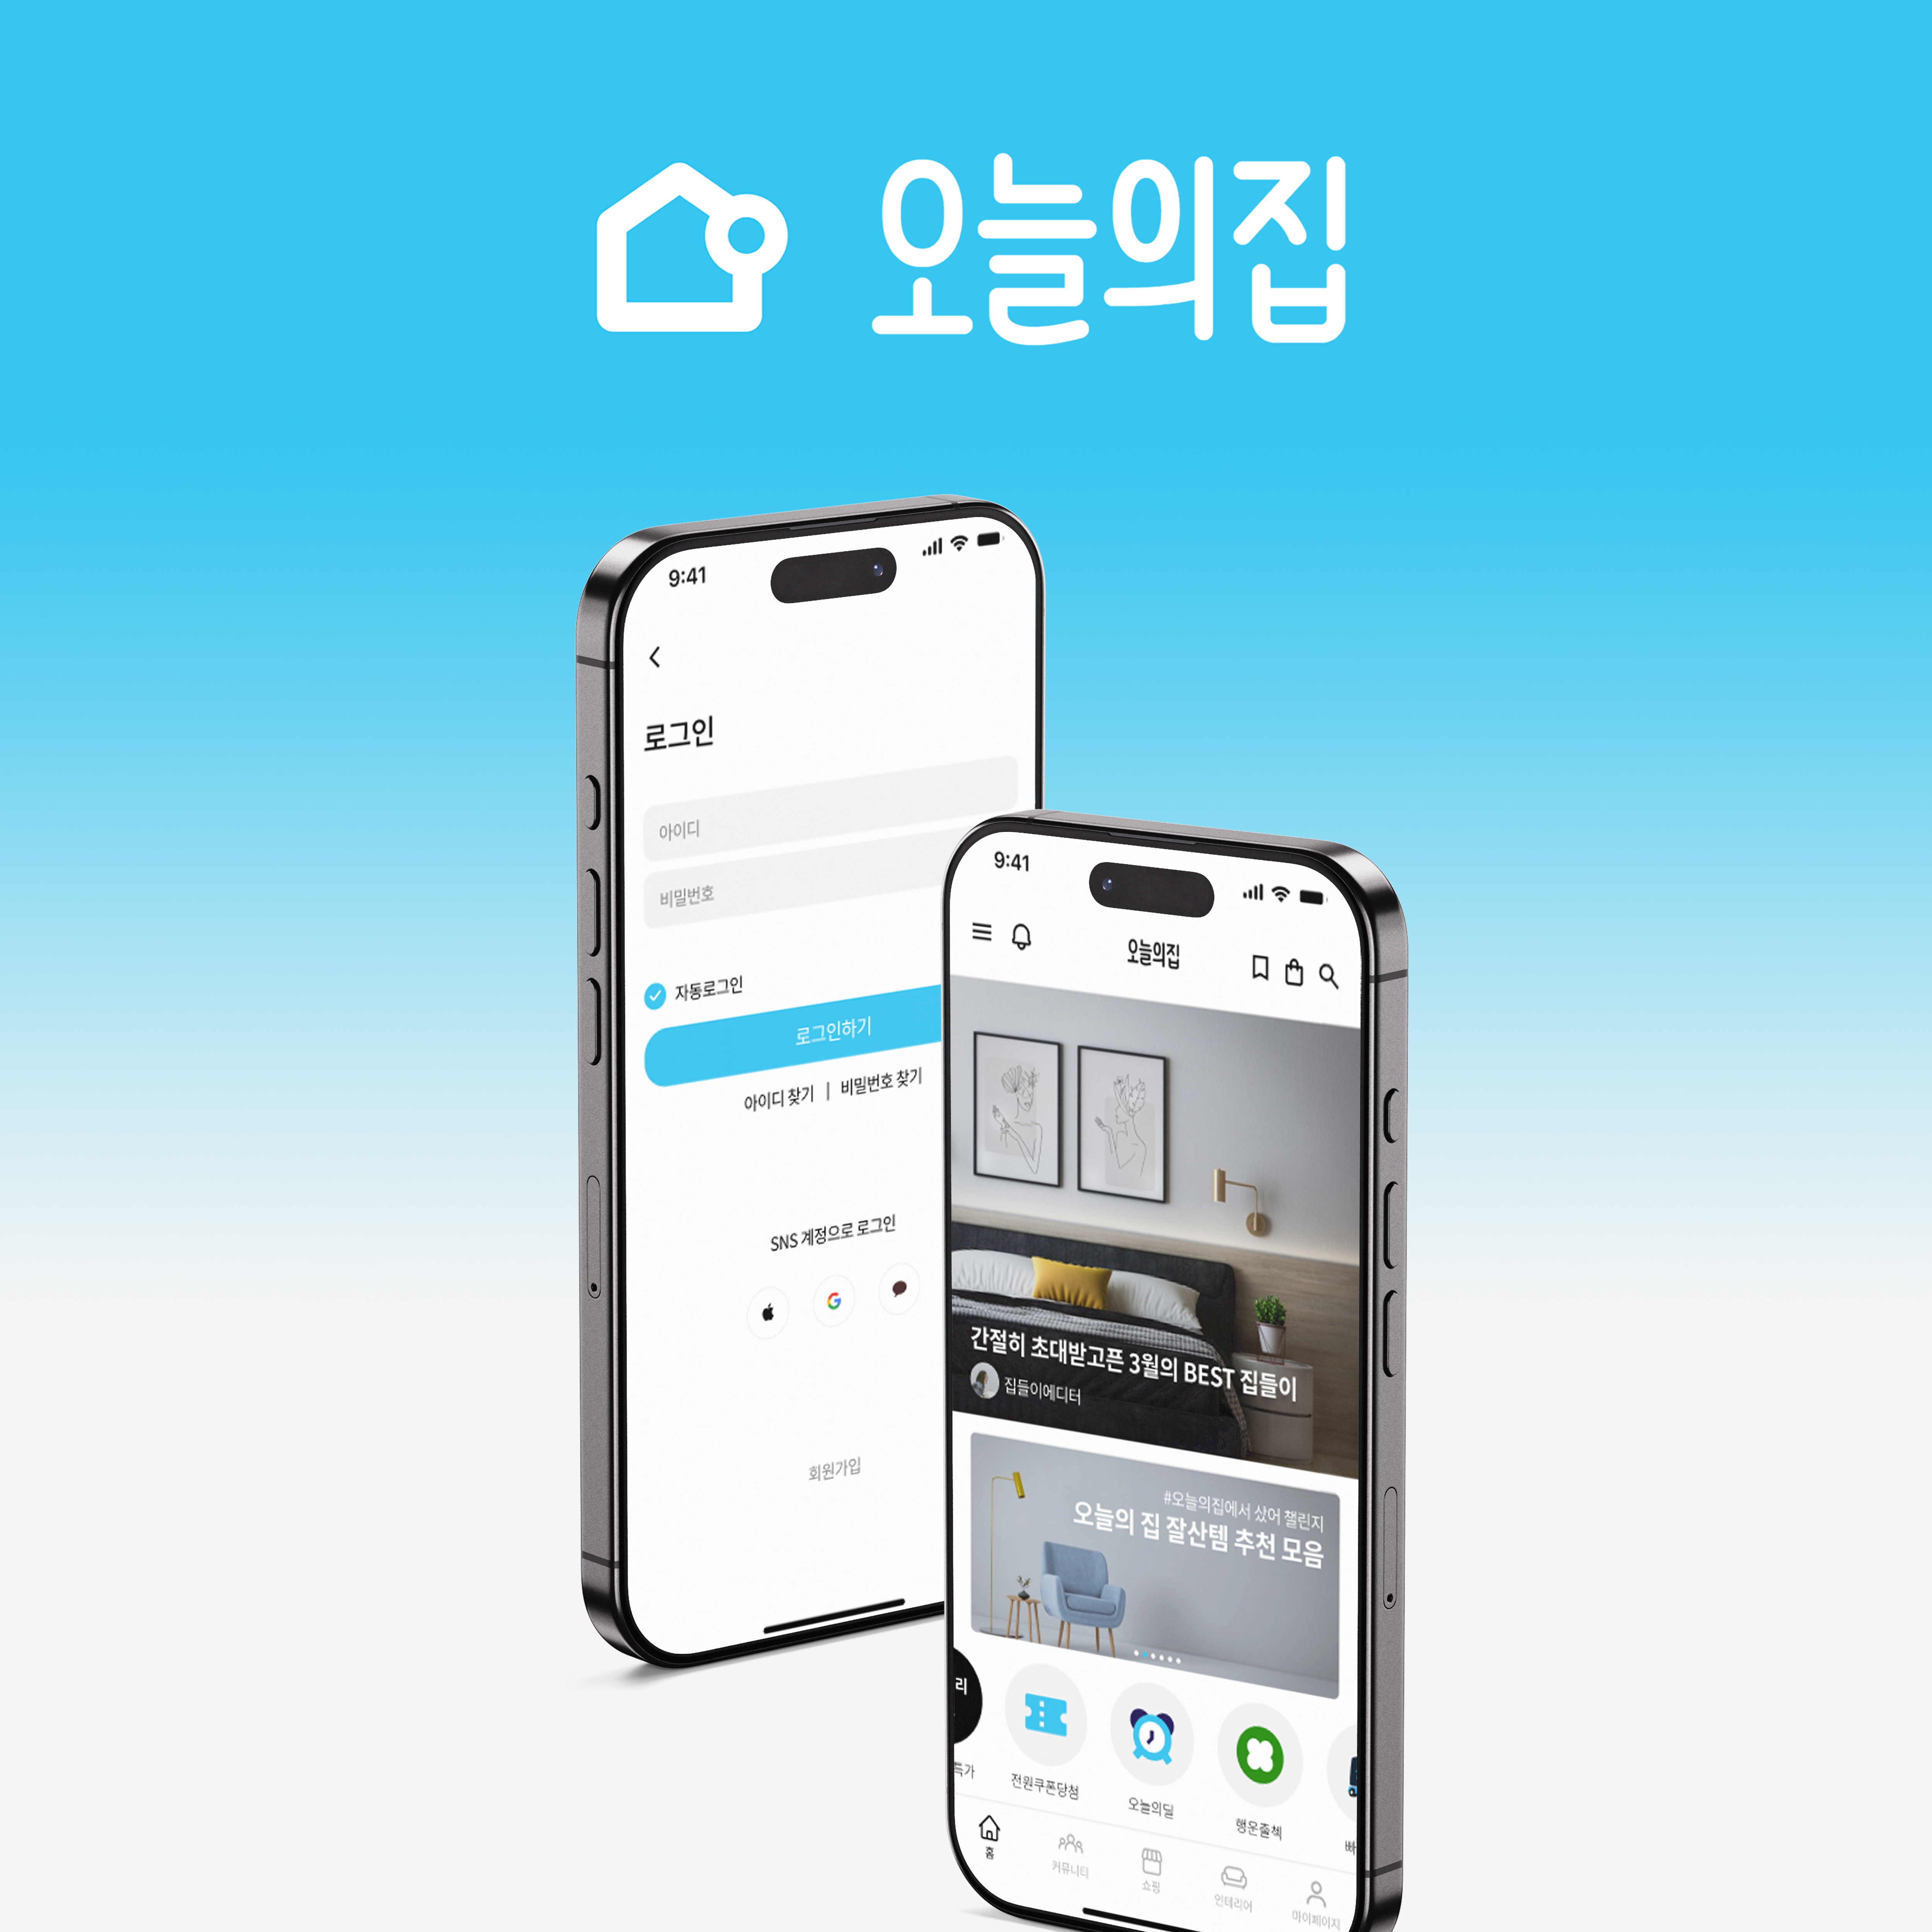 오늘의집
9:41
로그인
아이디
비밀번호
자동로그인
로그인하기
아이디 찾기 | 비밀번호 찾기
SNS 계정으로 로그인
회원가입
9:41
오늘의집
간절히 초대받고픈 3월의 BEST 집들이
집들이에디터
#오늘의집에서 샀어 챌린지
오늘의 집 잘산템 추천 모음
리
특가
전원쿠폰당첨
오늘의딜
행운출첵
빠
홈
커뮤니티
쇼핑
인테리어
마이페이지